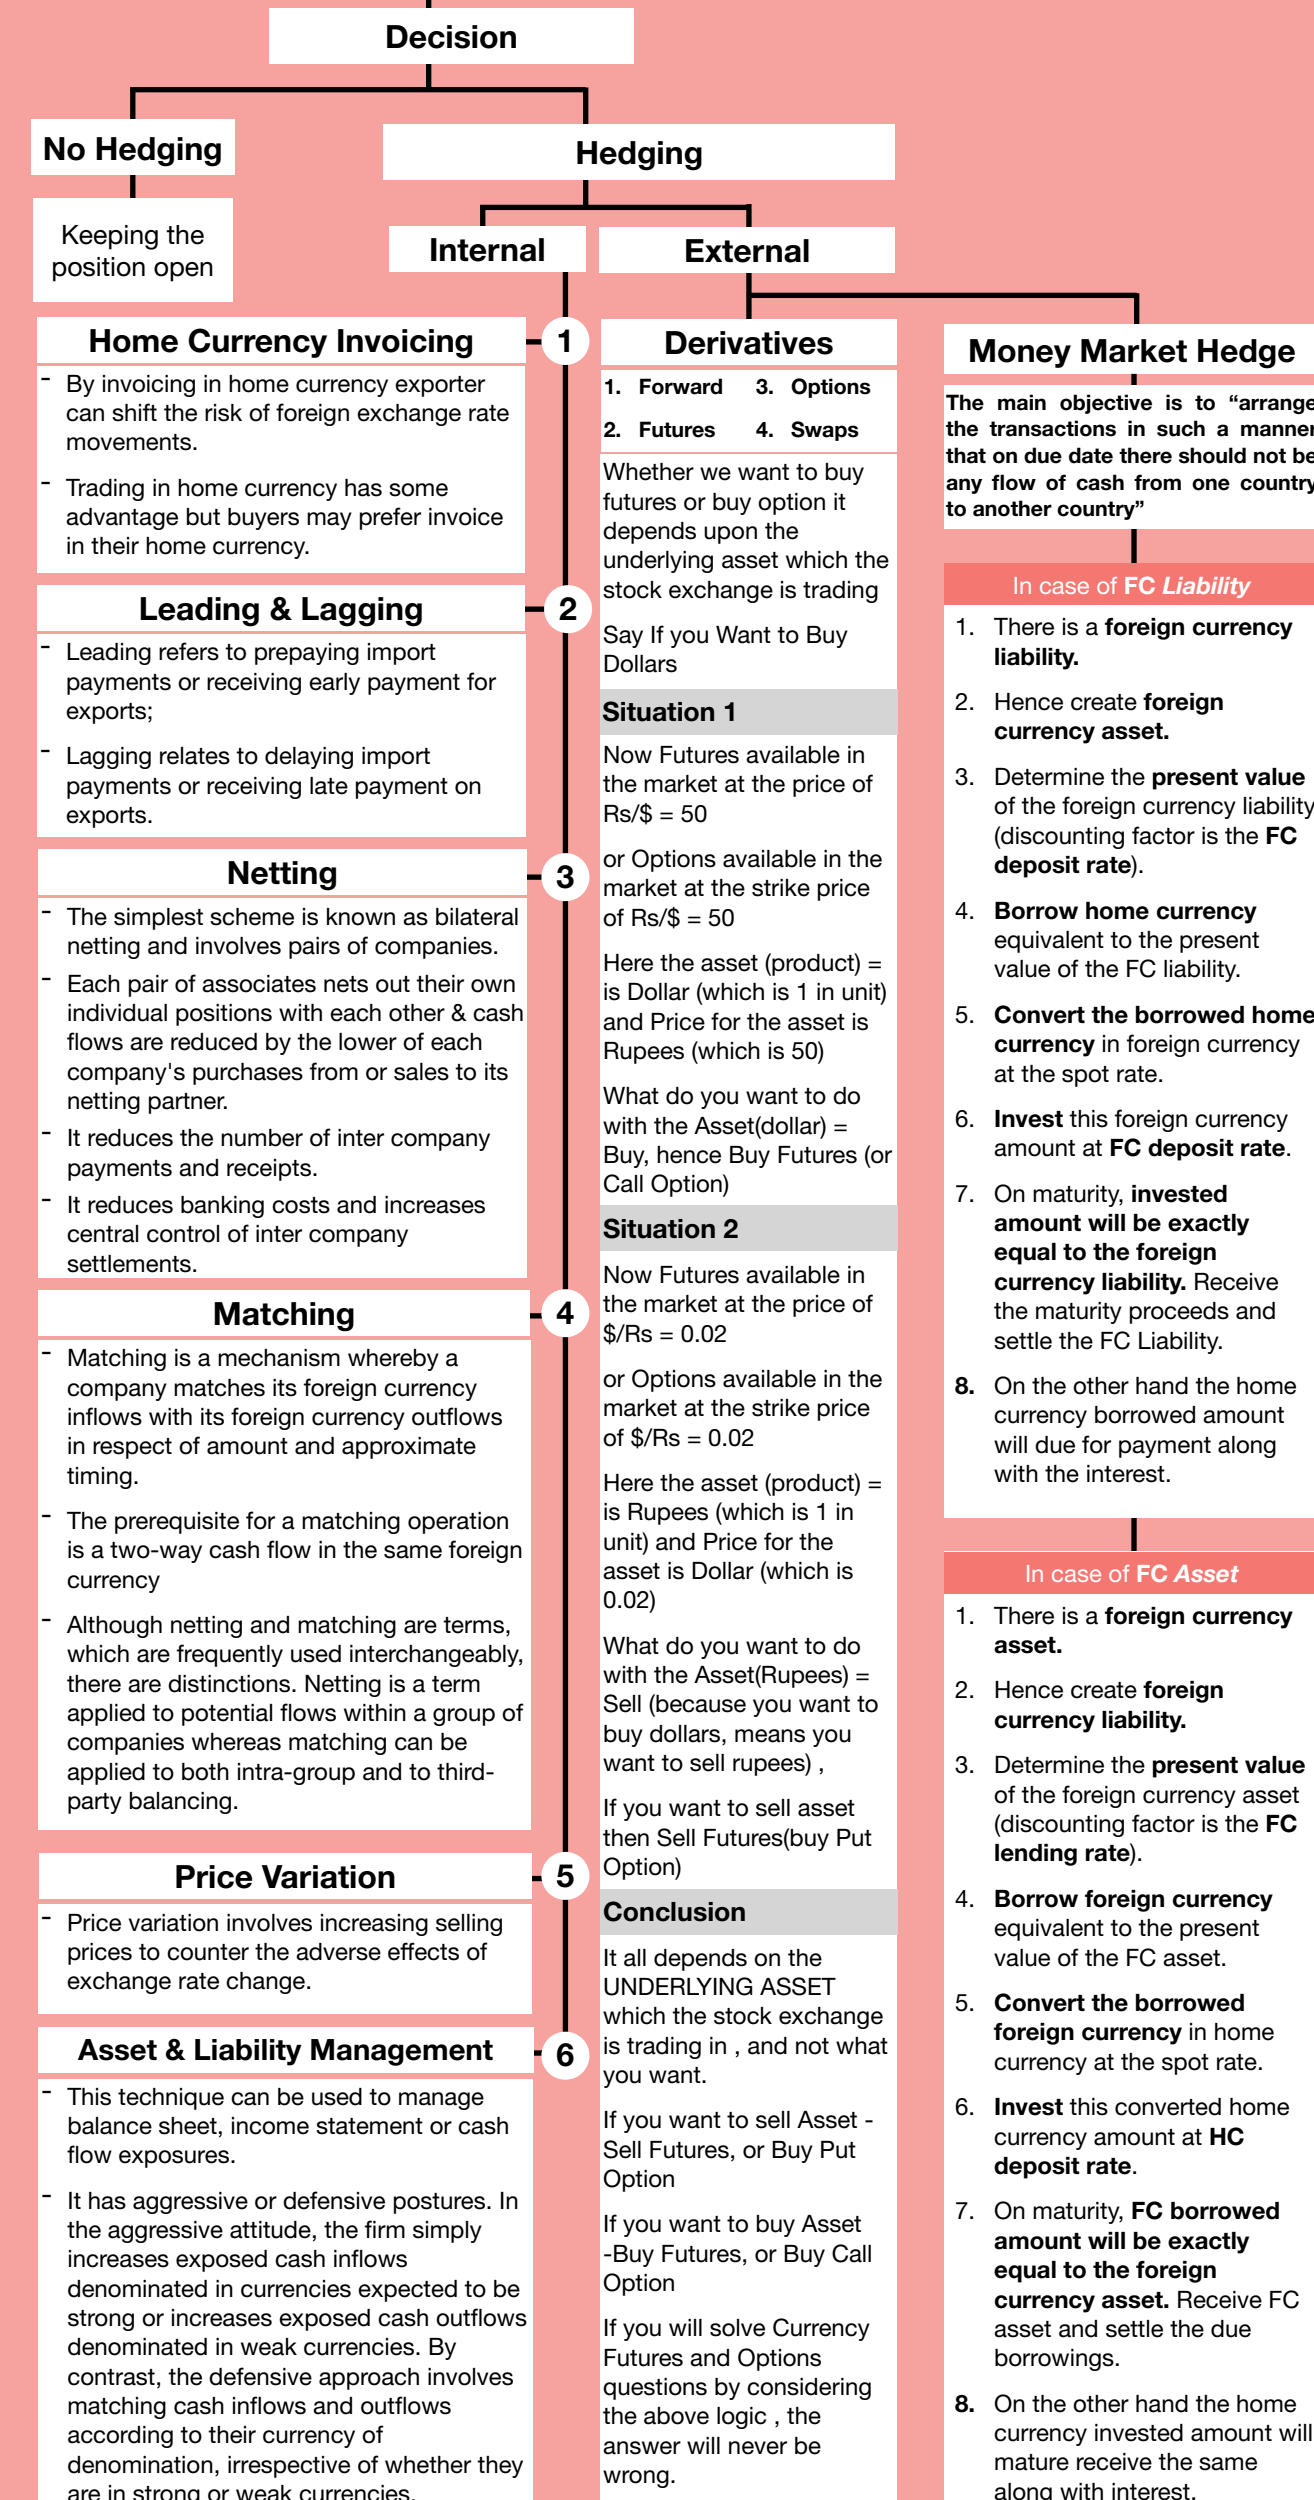 Decision
No Hedging
Keeping the
position open
Hedging
Internal
External
Home Currency Invoicing
1
- By invoicing in home currency exporter
can shift the risk of foreign exchange rate
movements.
- Trading in home currency has some
advantage but buyers may prefer invoice
in their home currency.
Leading & Lagging
2
- Leading refers to prepaying import
payments or receiving early payment for
exports;
- Lagging relates to delaying import
payments or receiving late payment on
exports.
Netting
3
- The simplest scheme is known as bilateral
netting and involves pairs of companies.
- Each pair of associates nets out their own
individual positions with each other & cash
flows are reduced by the lower of each
company's purchases from or sales to its
netting partner.
- It reduces the number of inter company
payments and receipts.
- It reduces banking costs and increases
central control of inter company
settlements.
Matching
4
- Matching is a mechanism whereby a
company matches its foreign currency
inflows with its foreign currency outflows
in respect of amount and approximate
timing.
- The prerequisite for a matching operation
is a two-way cash flow in the same foreign
currency
- Although netting and matching are terms,
which are frequently used interchangeably,
there are distinctions. Netting is a term
applied to potential flows within a group of
companies whereas matching can be
applied to both intra-group and to third-
party balancing.
Price Variation
5
- Price variation involves increasing selling
prices to counter the adverse effects of
exchange rate change.
Asset & Liability Management
6
- This technique can be used to manage
balance sheet, income statement or cash
flow exposures.
- It has aggressive or defensive postures. In
the aggressive attitude, the firm simply
increases exposed cash inflows
denominated in currencies expected to be
strong or increases exposed cash outflows
denominated in weak currencies. By
contrast, the defensive approach involves
matching cash inflows and outflows
according to their currency of
denomination, irrespective of whether they
are in strong or weak currencies.
Derivatives
1. Forward 3. Options
2. Futures 4. Swaps
Whether we want to buy
futures or buy option it
depends upon the
underlying asset which the
stock exchange is trading
Say If you Want to Buy
Dollars
Situation 1
Now Futures available in
the market at the price of
Rs/$ = 50
or Options available in the
market at the strike price
of Rs/$ = 50
Here the asset (product) =
is Dollar (which is 1 in unit)
and Price for the asset is
Rupees (which is 50)
What do you want to do
with the Asset(dollar) =
Buy, hence Buy Futures (or
Call Option)
Situation 2
Now Futures available in
the market at the price of
$/Rs = 0.02
or Options available in the
market at the strike price
of $/Rs = 0.02
Here the asset (product) =
is Rupees (which is 1 in
unit) and Price for the
asset is Dollar (which is
0.02)
What do you want to do
with the Asset(Rupees) =
Sell (because you want to
buy dollars, means you
want to sell rupees) ,
If you want to sell asset
then Sell Futures(buy Put
Option)
Conclusion
It all depends on the
UNDERLYING ASSET
which the stock exchange
is trading in , and not what
you want.
If you want to sell Asset -
Sell Futures, or Buy Put
Option
If you want to buy Asset
-Buy Futures, or Buy Call
Option
If you will solve Currency
Futures and Options
questions by considering
the above logic , the
answer will never be
wrong.
Money Market Hedge
The main objective is to “arrange
the transactions in such a manner
that on due date there should not be
any flow of cash from one country
to another country”
In case of FC Liability
1. There is a foreign currency
liability.
2. Hence create foreign
currency asset.
3. Determine the present value
of the foreign currency liability
(discounting factor is the FC
deposit rate).
4. Borrow home currency
equivalent to the present
value of the FC liability.
5. Convert the borrowed home
currency in foreign currency
at the spot rate.
6. Invest this foreign currency
amount at FC deposit rate.
7. On maturity, invested
amount will be exactly
equal to the foreign
currency liability. Receive
the maturity proceeds and
settle the FC Liability.
8. On the other hand the home
currency borrowed amount
will due for payment along
with the interest.
In case of FC Asset
1. There is a foreign currency
asset.
2. Hence create foreign
currency liability.
3. Determine the present value
of the foreign currency asset
(discounting factor is the FC
lending rate).
4. Borrow foreign currency
equivalent to the present
value of the FC asset.
5. Convert the borrowed
foreign currency in home
currency at the spot rate.
6. Invest this converted home
currency amount at HC
deposit rate.
7. On maturity, FC borrowed
amount will be exactly
equal to the foreign
currency asset. Receive FC
asset and settle the due
borrowings.
8. On the other hand the home
currency invested amount will
mature receive the same
along with interest.